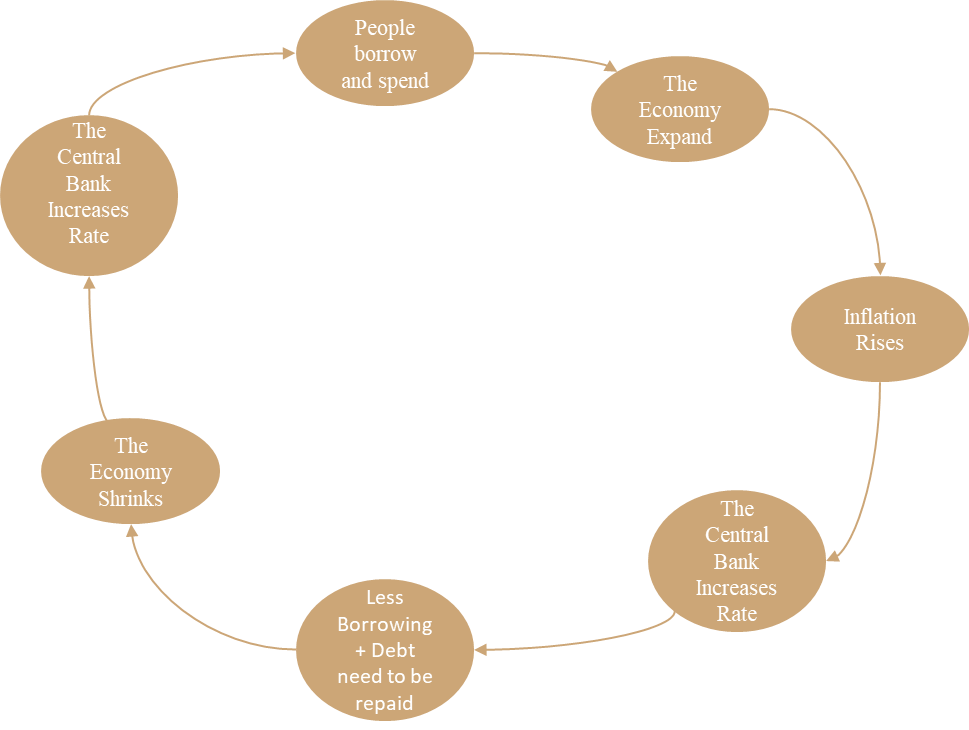 People
borrow
and spend
The
Economy
Expand
Inflation
Rises
The
Central
Bank
Increases
Rate
Less
Borrowing
+ Debt
need to be
repaid
The
Economy
Shrinks
The
Central
Bank
Increases
Rate